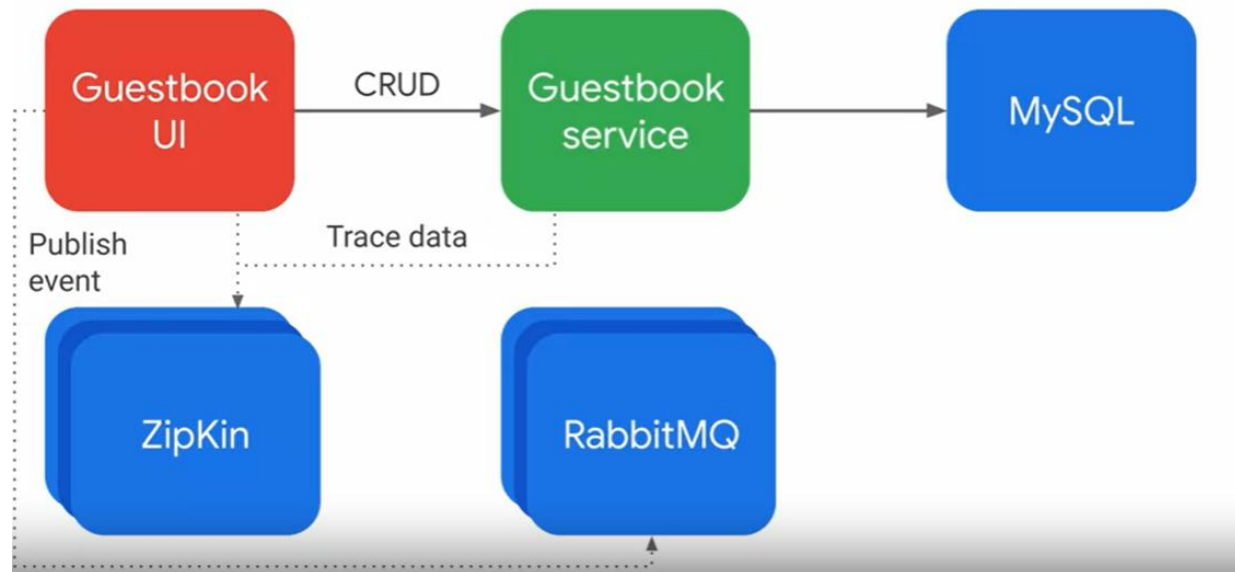 Guestbook
UI
CRUD
Guestbook
service
MySQL
Publish
event
Trace data
ZipKin
RabbitMQ